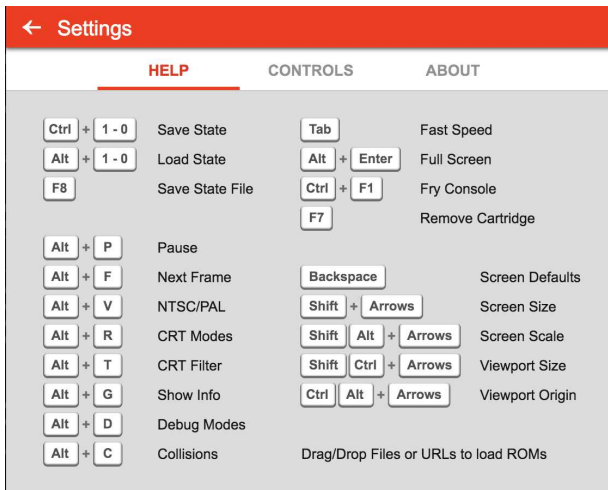 ← Settings
HELP CONTROLS ABOUT
Ctrl + 1 - 0 Save State
Alt + 1 - 0 Load State
F8 Save State File
Alt + P Pause
Alt + F Next Frame
Alt + V NTSC/PAL
Alt + R CRT Modes
Alt + T CRT Filter
Alt + G Show Info
Alt + D Debug Modes
Alt + C Collisions
Tab Fast Speed
Alt + Enter Full Screen
Ctrl + F1 Fry Console
F7 Remove Cartridge
Backspace Screen Defaults
Shift + Arrows Screen Size
Shift Alt + Arrows Screen Scale
Shift Ctrl + Arrows Viewport Size
Ctrl Alt + Arrows Viewport Origin
Drag/Drop Files or URLs to load ROMs